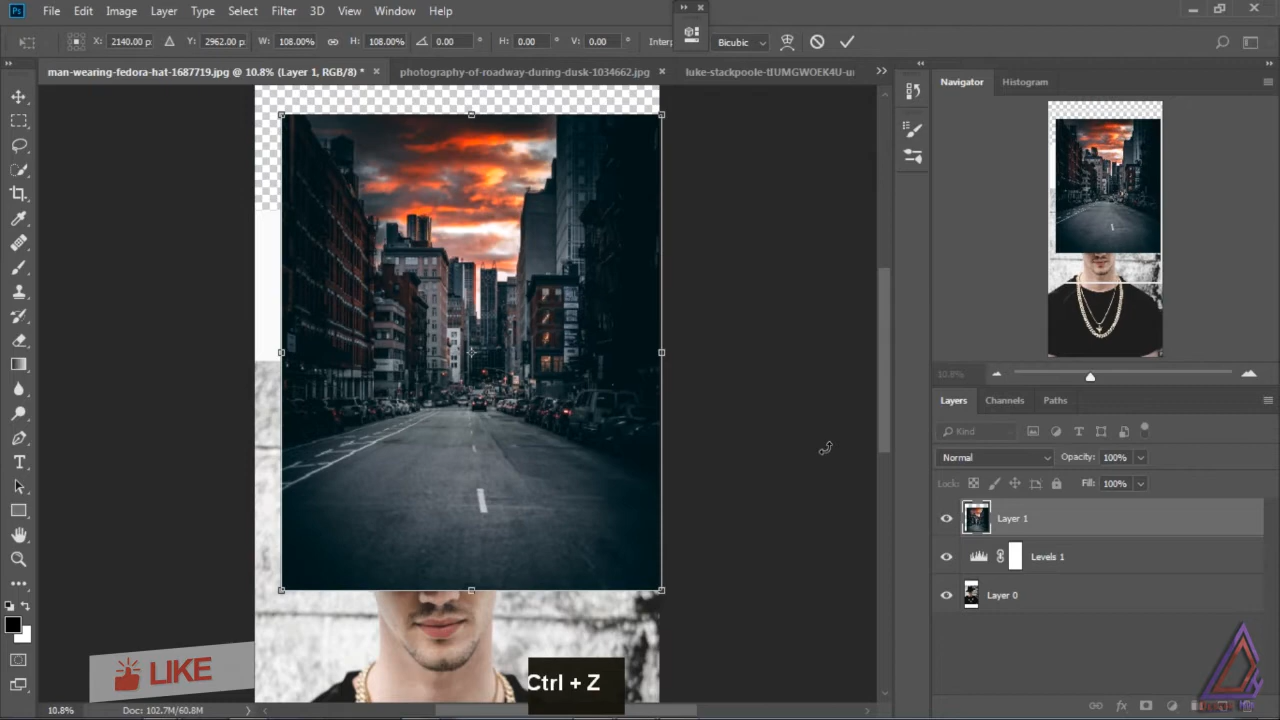 Ps File Edit Image Layer Type Select Filter 3D View Window Help
X: 2140.00 p: Y: 2962.00 p: W: 108.00% H: 108.00% 0.00 ° H: 0.00 ° V: 0.00 ° Interp Bicubic
man-wearing-fedora-hat-1687719.jpg @ 10.8% (Layer 1, RGB/8) * × photography-of-roadway-during-dusk-1034662.jpg ×
Navigator Histogram
10.8%
Layers Channels Paths
Kind
Normal Opacity: 100%
Lock: Fill: 100%
Layer 1
Levels 1
Layer 0
LIKE
Ctrl + Z
10.8% Doc: 102.7M/60.8M